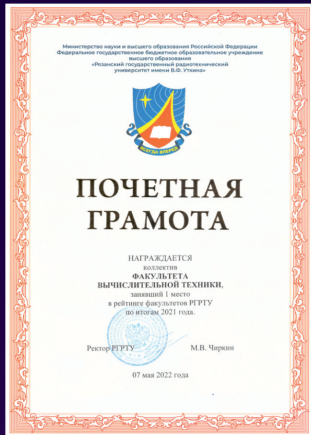 Министерство науки и высшего образования Российской Федерации
Федеральное государственное бюджетное образовательное учреждение
высшего образования
«Рязанский государственный радиотехнический
университет имени В.Ф. Уткина»
ПОЧЕТНАЯ
ГРАМОТА
НАГРАЖДАЕТСЯ
коллектив
ФАКУЛЬТЕТА
ВЫЧИСЛИТЕЛЬНОЙ ТЕХНИКИ,
занявший 1 место
в рейтинге факультетов РГРТУ
по итогам 2021 года.
Ректор РГРТУ М.В. Чиркин
07 мая 2022 года